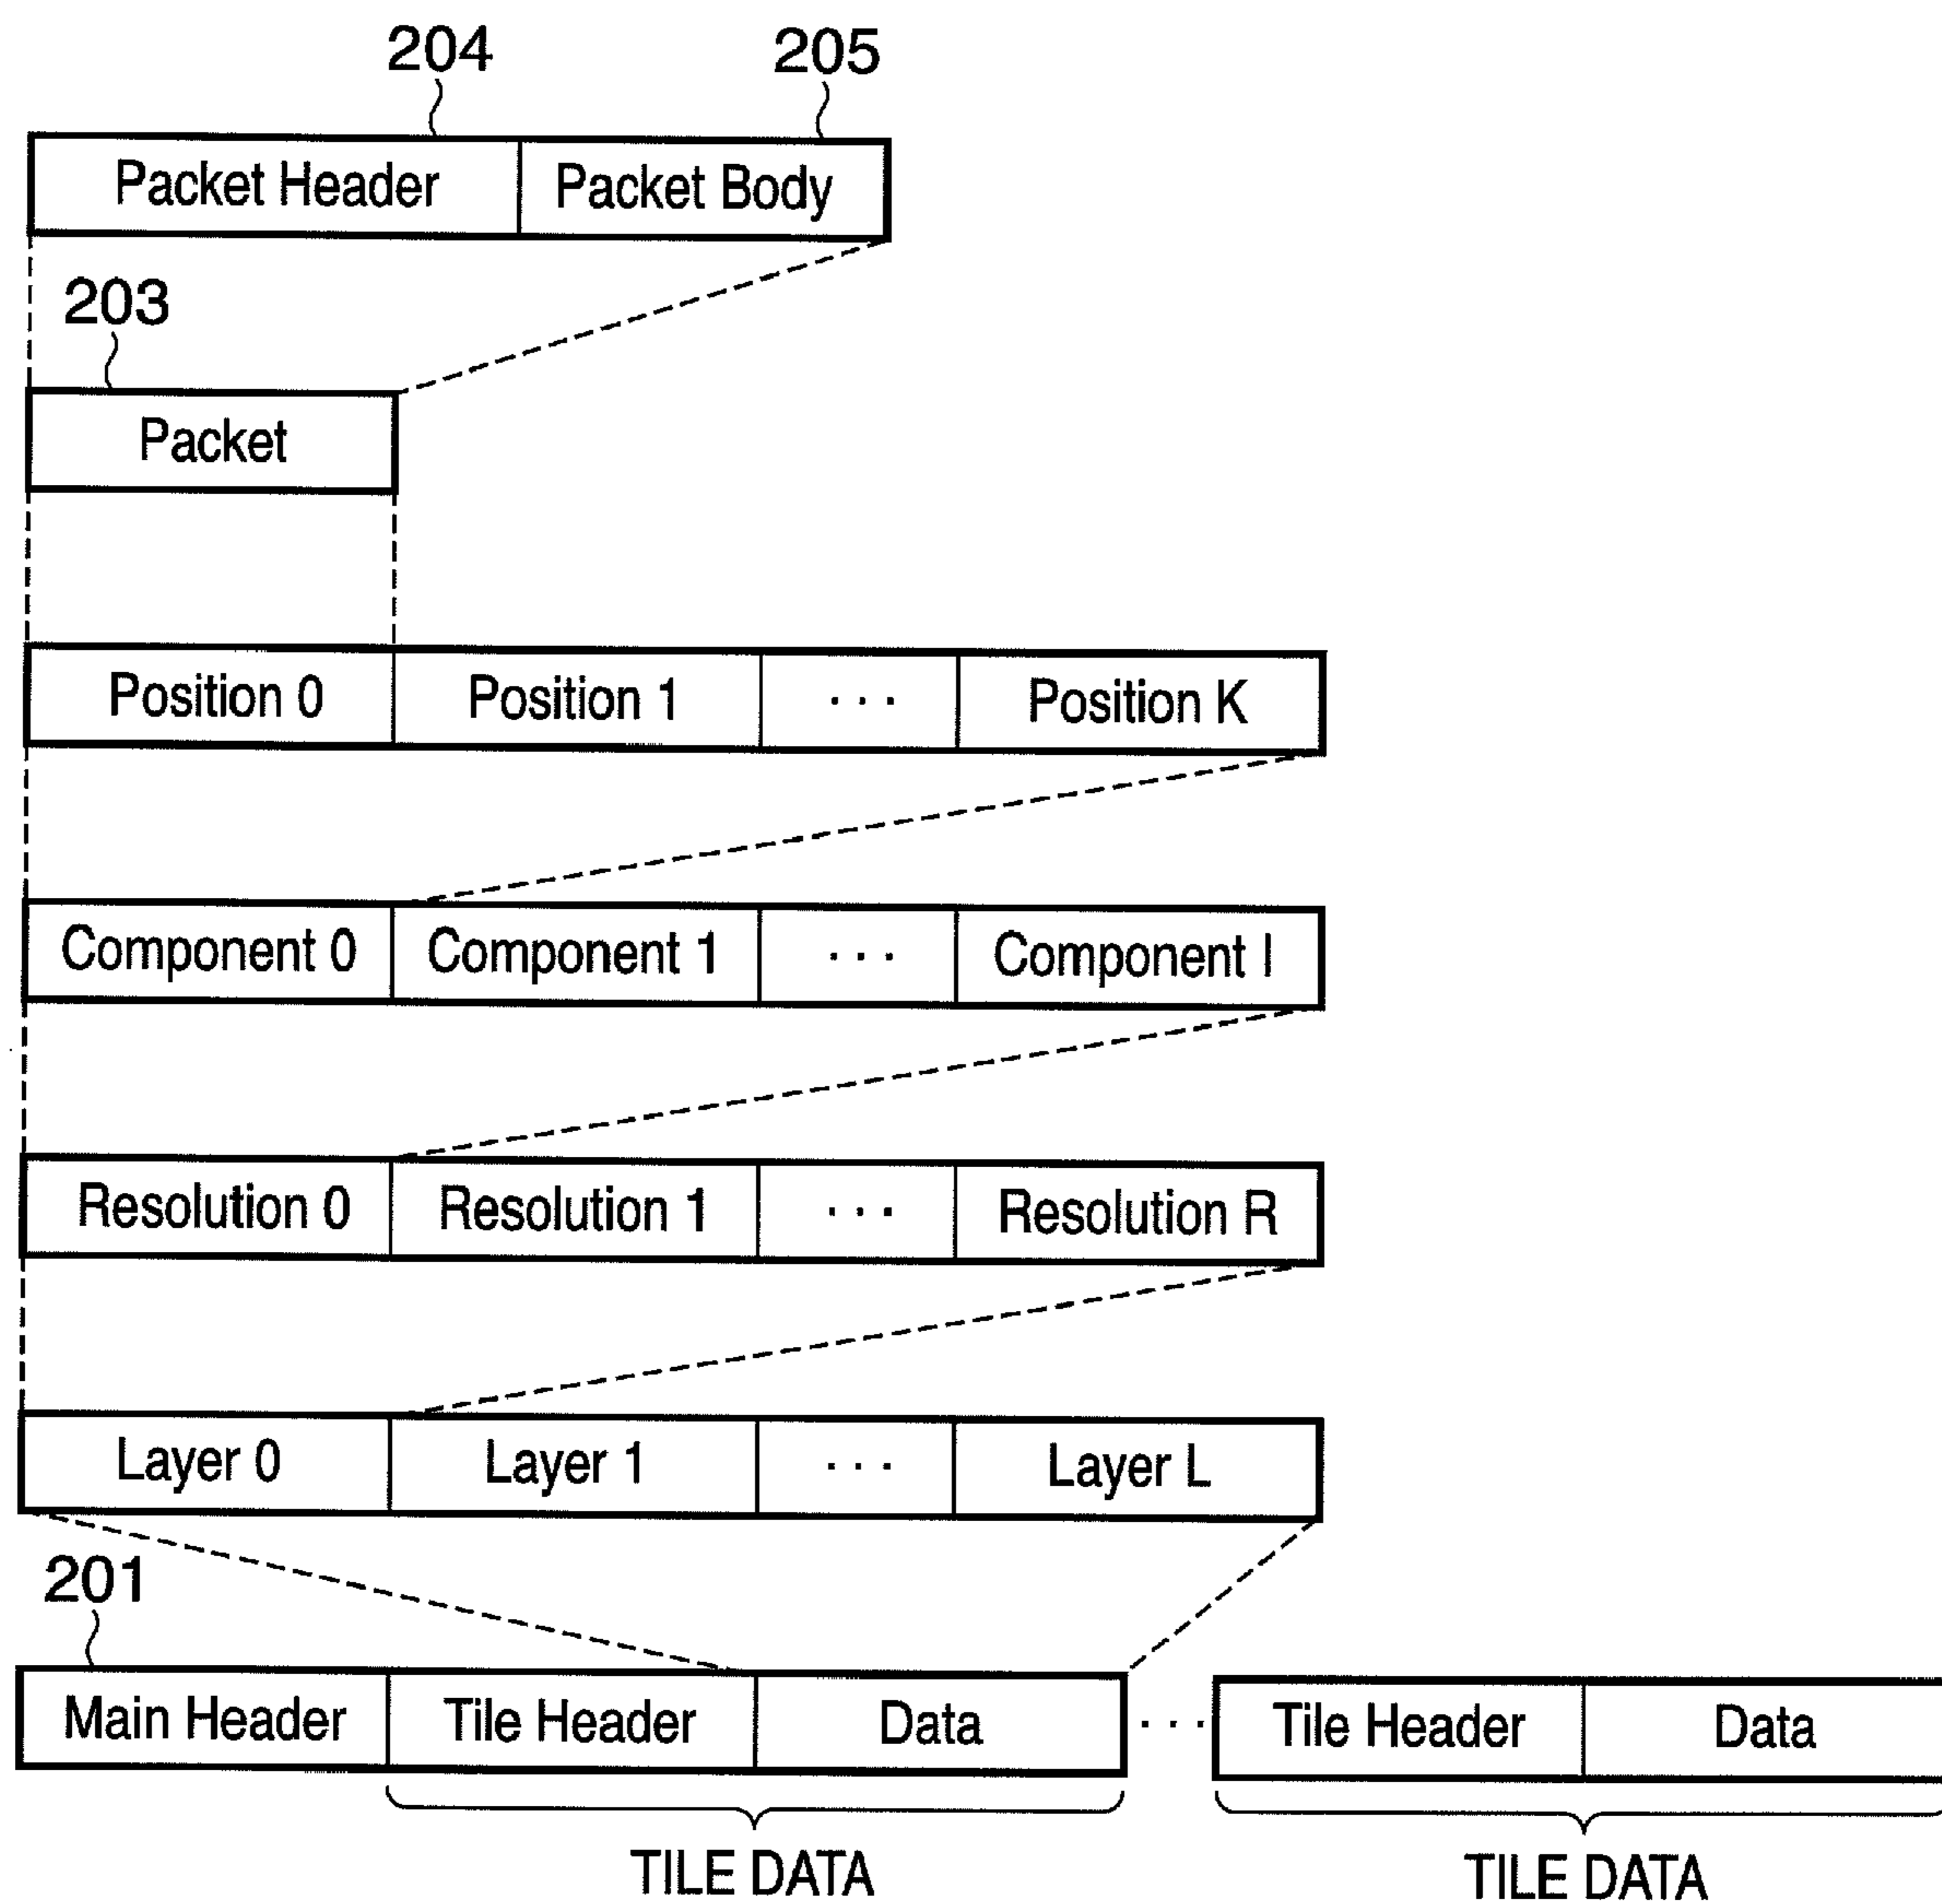 204 205
Packet Header Packet Body
203
Packet
Position 0 Position 1 ... Position K
Component 0 Component 1 ... Component I
Resolution 0 Resolution 1 ... Resolution R
Layer 0 Layer 1 ... Layer L
201
Main Header Tile Header Data ... Tile Header Data
TILE DATA TILE DATA